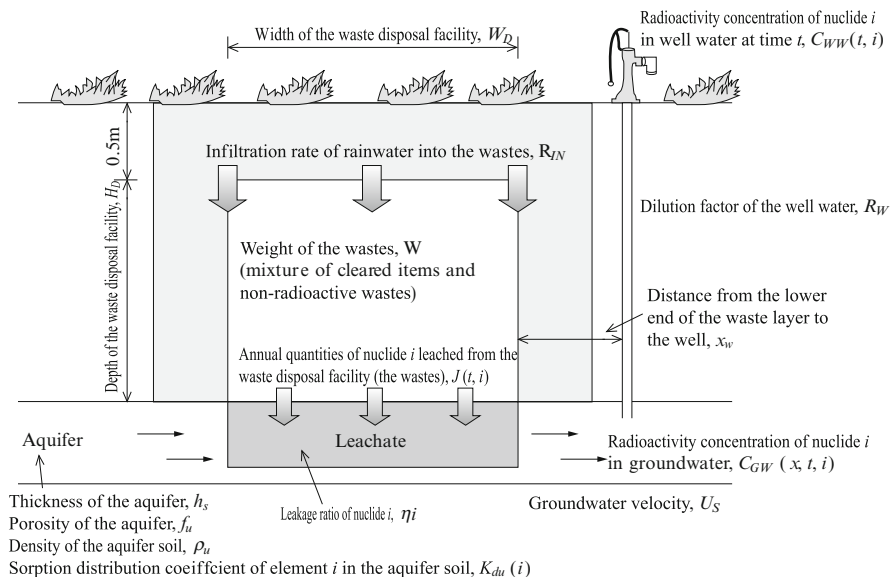 Radioactivity concentration of nuclide i
in well water at time t, C_WW(t, i)
Width of the waste disposal facility, W_D
0.5m
Infiltration rate of rainwater into the wastes, R_IN
Depth of the waste disposal facility, H_D
Dilution factor of the well water, R_W
Weight of the wastes, W
(mixture of cleared items and
non-radioactive wastes)
Distance from the lower
end of the waste layer to
the well, x_w
Annual quantities of nuclide i leached from the
waste disposal facility (the wastes), J(t, i)
Aquifer
Leachate
Radioactivity concentration of nuclide i
in groundwater, C_GW (x, t, i)
Thickness of the aquifer, h_s
Leakage ratio of nuclide i, ηi
Groundwater velocity, U_S
Porosity of the aquifer, f_u
Density of the aquifer soil, ρ_u
Sorption distribution coeiffcient of element i in the aquifer soil, K_du (i)